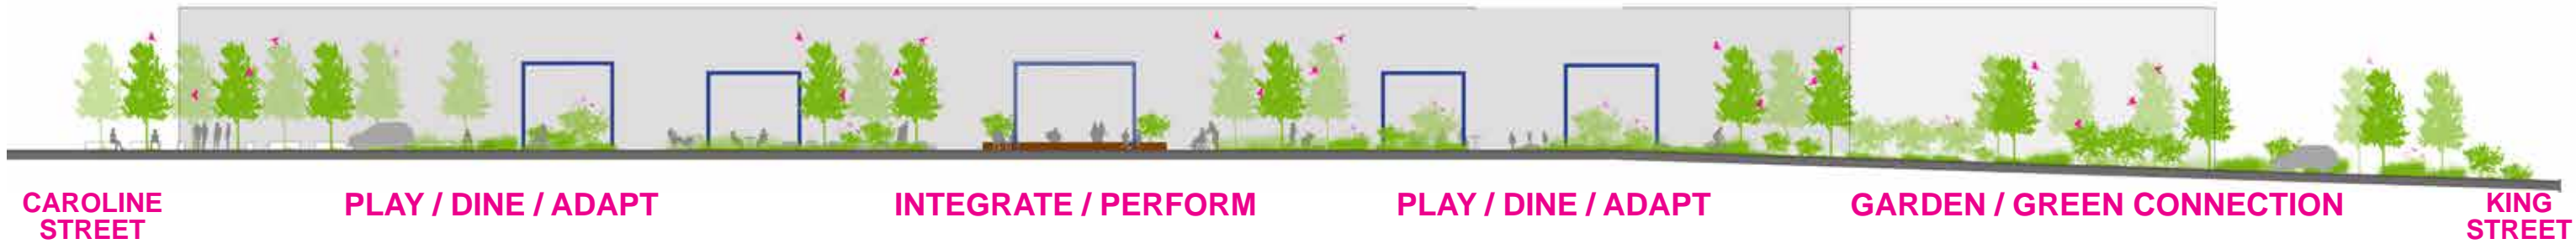 CAROLINE
STREET
PLAY / DINE / ADAPT
INTEGRATE / PERFORM
PLAY / DINE / ADAPT
GARDEN / GREEN CONNECTION
KING
STREET